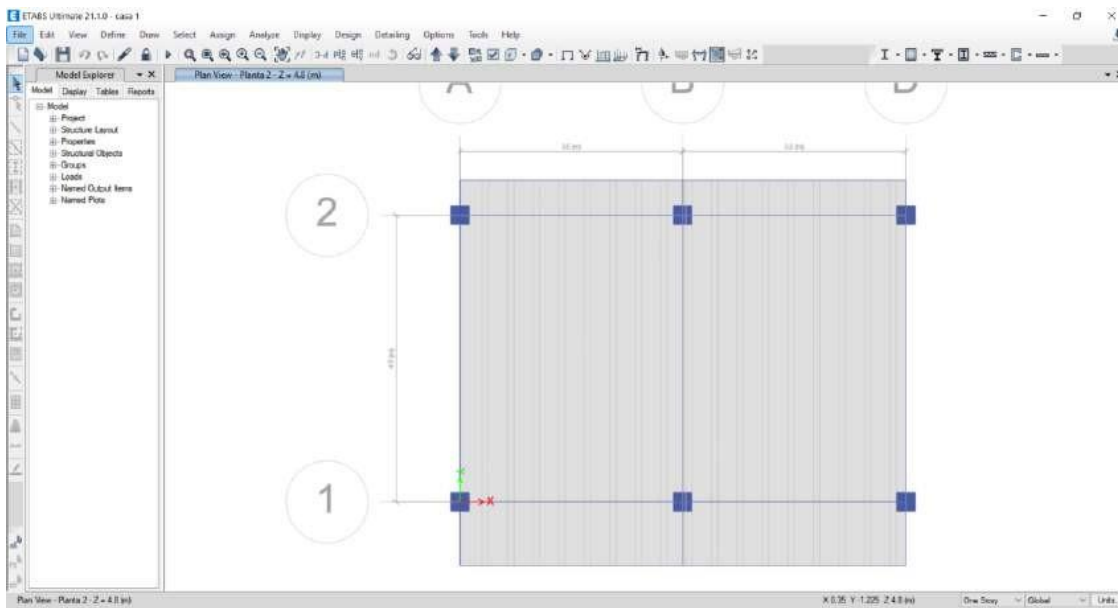 ETABS Ultimate 21.1.0 - casa 1
File Edit View Define Draw Select Assign Analyze Display Design Detailing Options Tools Help
Model Explorer
Plan View - Planta 2 - Z = 4.8 (m)
Model Display Tables Reports
Model
Project
Structure Layout
Properties
Structural Objects
Groups
Loads
Named Output Items
Named Plots
A B D
2
1
X
Plan View - Planta 2 - Z = 4.8 (m)
X 0.35 Y -1.225 Z 4.8 (m)
One Story
Global
Units